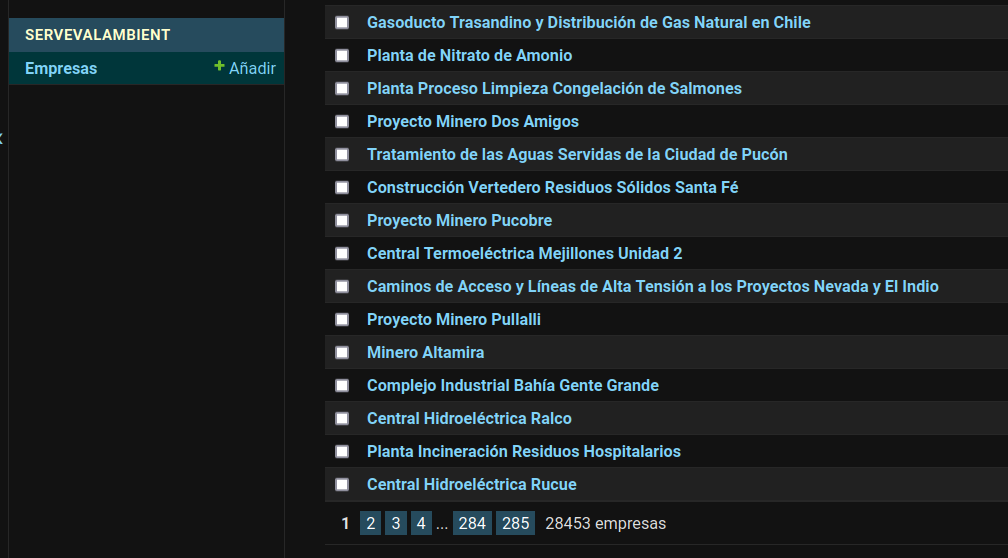 SERVEVALAMBIENT
Empresas + Añadir
Gasoducto Trasandino y Distribución de Gas Natural en Chile
Planta de Nitrato de Amonio
Planta Proceso Limpieza Congelación de Salmones
Proyecto Minero Dos Amigos
Tratamiento de las Aguas Servidas de la Ciudad de Pucón
Construcción Vertedero Residuos Sólidos Santa Fé
Proyecto Minero Pucobre
Central Termoeléctrica Mejillones Unidad 2
Caminos de Acceso y Líneas de Alta Tensión a los Proyectos Nevada y El Indio
Proyecto Minero Pullalli
Minero Altamira
Complejo Industrial Bahía Gente Grande
Central Hidroeléctrica Ralco
Planta Incineración Residuos Hospitalarios
Central Hidroeléctrica Rucue
1 2 3 4 ... 284 285 28453 empresas